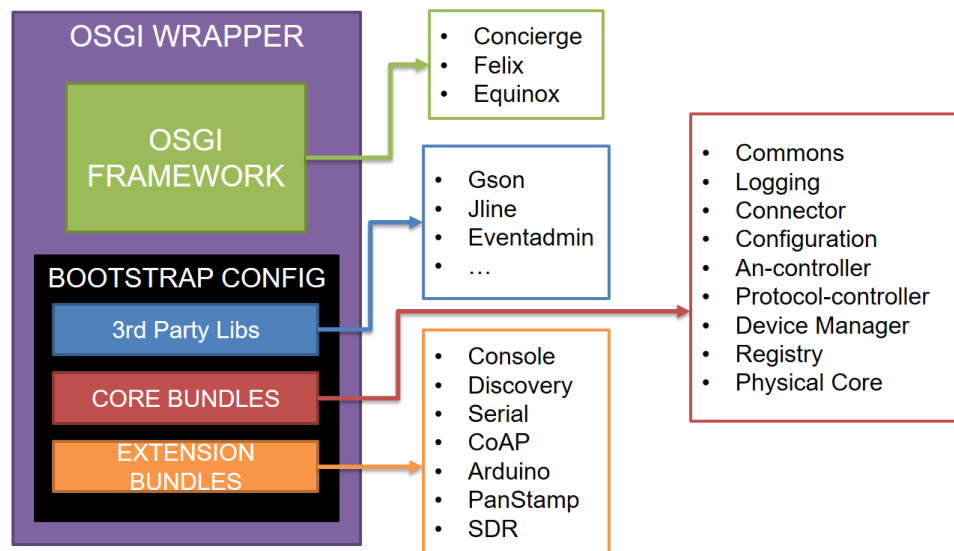 OSGI WRAPPER
OSGI
FRAMEWORK
BOOTSTRAP CONFIG
3rd Party Libs
CORE BUNDLES
EXTENSION
BUNDLES
• Concierge
• Felix
• Equinox
• Gson
• Jline
• Eventadmin
• …
• Console
• Discovery
• Serial
• CoAP
• Arduino
• PanStamp
• SDR
• Commons
• Logging
• Connector
• Configuration
• An-controller
• Protocol-controller
• Device Manager
• Registry
• Physical Core